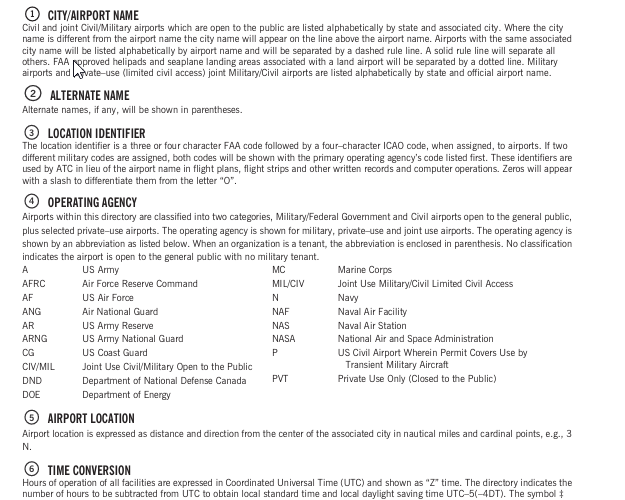 1 CITY/AIRPORT NAME
Civil and joint Civil/Military airports which are open to the public are listed alphabetically by state and associated city. Where the city
name is different from the airport name the city name will appear on the line above the airport name. Airports with the same associated
city name will be listed alphabetically by airport name and will be separated by a dashed rule line. A solid rule line will separate all
others. FAA approved helipads and seaplane landing areas associated with a land airport will be separated by a dotted line. Military
airports and private–use (limited civil access) joint Military/Civil airports are listed alphabetically by state and official airport name.
2 ALTERNATE NAME
Alternate names, if any, will be shown in parentheses.
3 LOCATION IDENTIFIER
The location identifier is a three or four character FAA code followed by a four–character ICAO code, when assigned, to airports. If two
different military codes are assigned, both codes will be shown with the primary operating agency's code listed first. These identifiers are
used by ATC in lieu of the airport name in flight plans, flight strips and other written records and computer operations. Zeros will appear
with a slash to differentiate them from the letter “O”.
4 OPERATING AGENCY
Airports within this directory are classified into two categories, Military/Federal Government and Civil airports open to the general public,
plus selected private–use airports. The operating agency is shown for military, private–use and joint use airports. The operating agency is
shown by an abbreviation as listed below. When an organization is a tenant, the abbreviation is enclosed in parenthesis. No classification
indicates the airport is open to the general public with no military tenant.
A US Army
AFRC Air Force Reserve Command
AF US Air Force
ANG Air National Guard
AR US Army Reserve
ARNG US Army National Guard
CG US Coast Guard
CIV/MIL Joint Use Civil/Military Open to the Public
DND Department of National Defense Canada
DOE Department of Energy
MC Marine Corps
MIL/CIV Joint Use Military/Civil Limited Civil Access
N Navy
NAF Naval Air Facility
NAS Naval Air Station
NASA National Air and Space Administration
P US Civil Airport Wherein Permit Covers Use by
Transient Military Aircraft
PVT Private Use Only (Closed to the Public)
5 AIRPORT LOCATION
Airport location is expressed as distance and direction from the center of the associated city in nautical miles and cardinal points, e.g., 3
N.
6 TIME CONVERSION
Hours of operation of all facilities are expressed in Coordinated Universal Time (UTC) and shown as “Z” time. The directory indicates the
number of hours to be subtracted from UTC to obtain local standard time and local daylight saving time UTC–5(–4DT). The symbol ‡